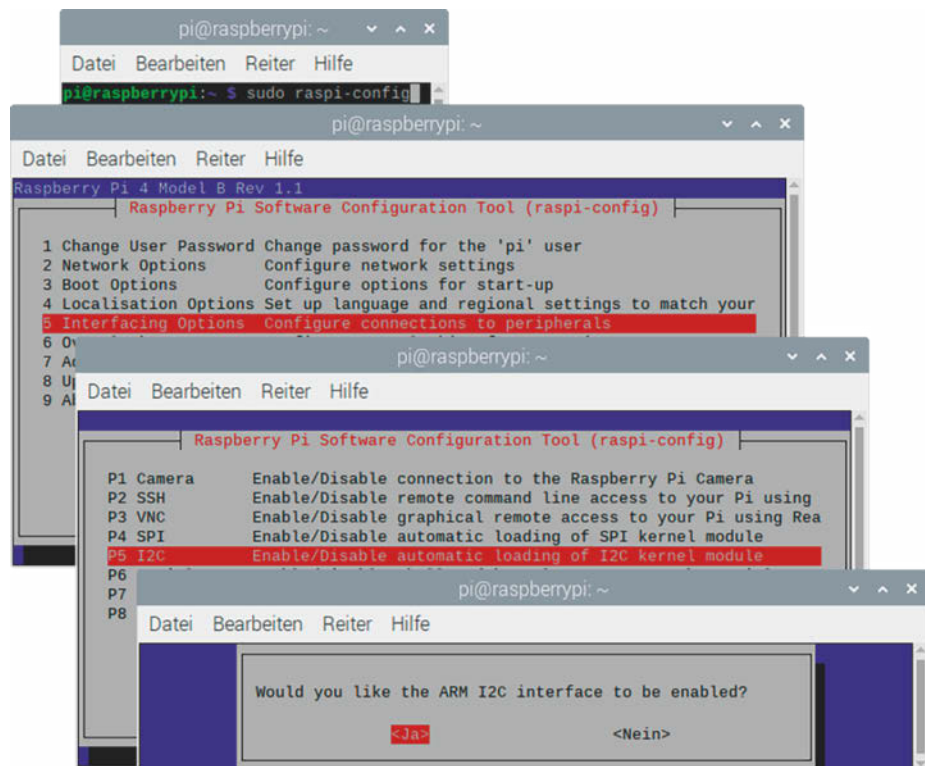 pi@raspberrypi: ~
Datei Bearbeiten Reiter Hilfe
pi@raspberrypi:~ $ sudo raspi-config
pi@raspberrypi: ~
Datei Bearbeiten Reiter Hilfe
Raspberry Pi 4 Model B Rev 1.1
Raspberry Pi Software Configuration Tool (raspi-config)
1 Change User Password Change password for the 'pi' user
2 Network Options Configure network settings
3 Boot Options Configure options for start-up
4 Localisation Options Set up language and regional settings to match your
5 Interfacing Options Configure connections to peripherals
6
7
8
9
pi@raspberrypi: ~
Datei Bearbeiten Reiter Hilfe
Raspberry Pi Software Configuration Tool (raspi-config)
P1 Camera Enable/Disable connection to the Raspberry Pi Camera
P2 SSH Enable/Disable remote command line access to your Pi using
P3 VNC Enable/Disable graphical remote access to your Pi using Rea
P4 SPI Enable/Disable automatic loading of SPI kernel module
P5 I2C Enable/Disable automatic loading of I2C kernel module
P6
P7
P8
pi@raspberrypi: ~
Datei Bearbeiten Reiter Hilfe
Would you like the ARM I2C interface to be enabled?
<Ja> <Nein>